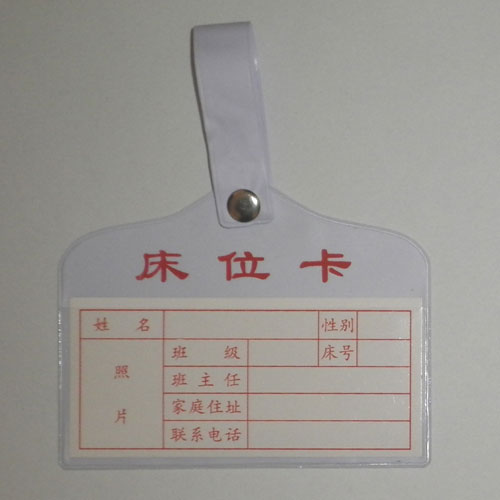 床位卡
姓 名 性别
照片 班 级 床号
班主任
家庭住址
联系电话